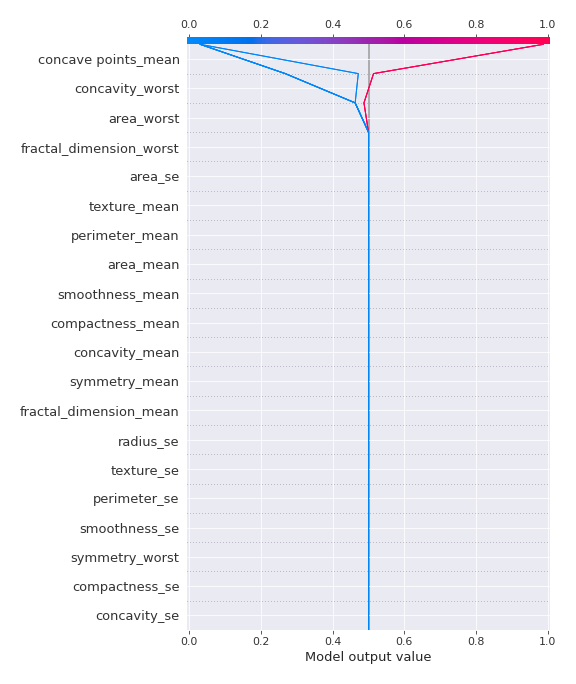 0.0 0.2 0.4 0.6 0.8 1.0
concave points_mean
concavity_worst
area_worst
fractal_dimension_worst
area_se
texture_mean
perimeter_mean
area_mean
smoothness_mean
compactness_mean
concavity_mean
symmetry_mean
fractal_dimension_mean
radius_se
texture_se
perimeter_se
smoothness_se
symmetry_worst
compactness_se
concavity_se
0.0 0.2 0.4 0.6 0.8 1.0
Model output value